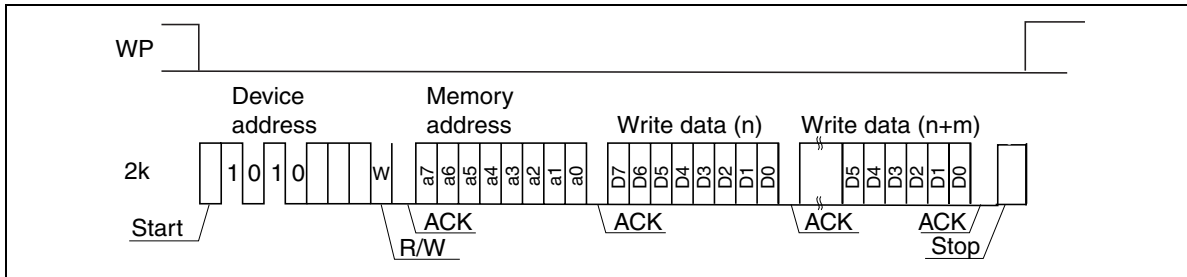 WP
Device address
Memory address
Write data (n)
Write data (n+m)
2k
1 0 1 0 W a7 a6 a5 a4 a3 a2 a1 a0 D7 D6 D5 D4 D3 D2 D1 D0 D5 D4 D3 D2 D1 D0
Start
R/W
ACK
ACK
ACK
ACK
Stop